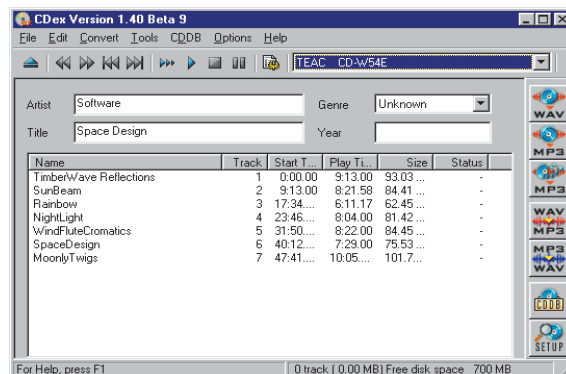 CDex Version 1.40 Beta 9
File Edit Convert Tools CDDB Options Help
TEAC CD-W54E
Artist Software Genre Unknown
Title Space Design Year
Name Track Start T... Play Ti... Size Status
TimberWave Reflections 1 0:00.00 9:13.00 93.03 ... -
SunBeam 2 9:13.00 8:21.58 84.41 ... -
Rainbow 3 17:34.... 6:11.17 62.45 ... -
NightLight 4 23:46.... 8:04.00 81.42 ... -
WindFluteCromatics 5 31:50.... 8:22.00 84.45 ... -
SpaceDesign 6 40:12.... 7:29.00 75.53 ... -
MoonlyTwigs 7 47:41.... 10:05.... 101.7... -
WAV
MP3
MP3
WAV
MP3
MP3
WAV
CDDB
SETUP
For Help, press F1 0 track ( 0.00 MB) Free disk space 700 MB